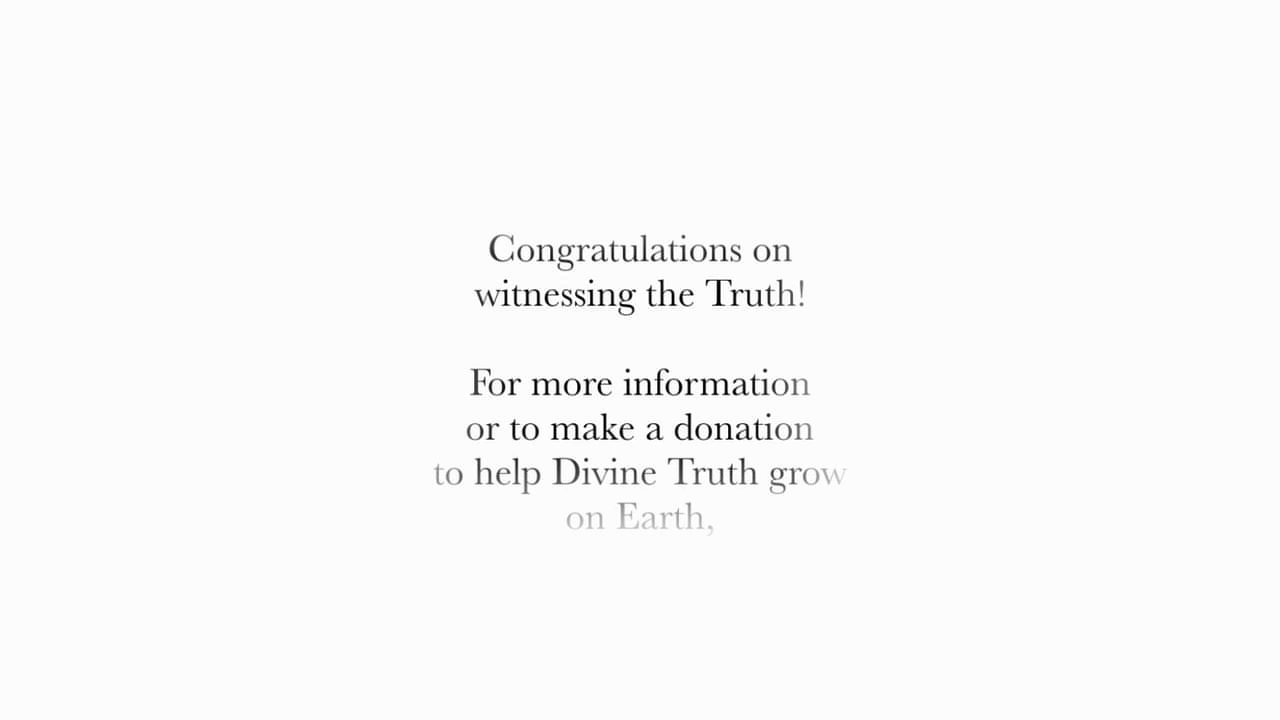 Congratulations on
witnessing the Truth!
For more information
or to make a donation
to help Divine Truth grow
on Earth,